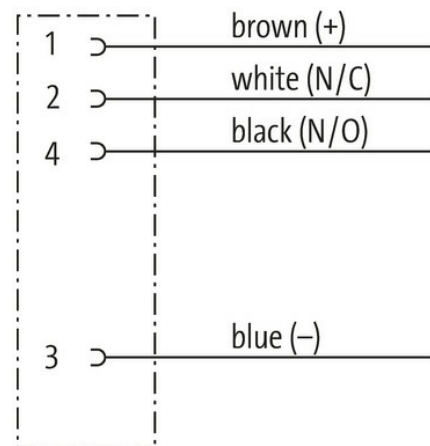 1 brown (+)
2 white (N/C)
4 black (N/O)
3 blue (–)